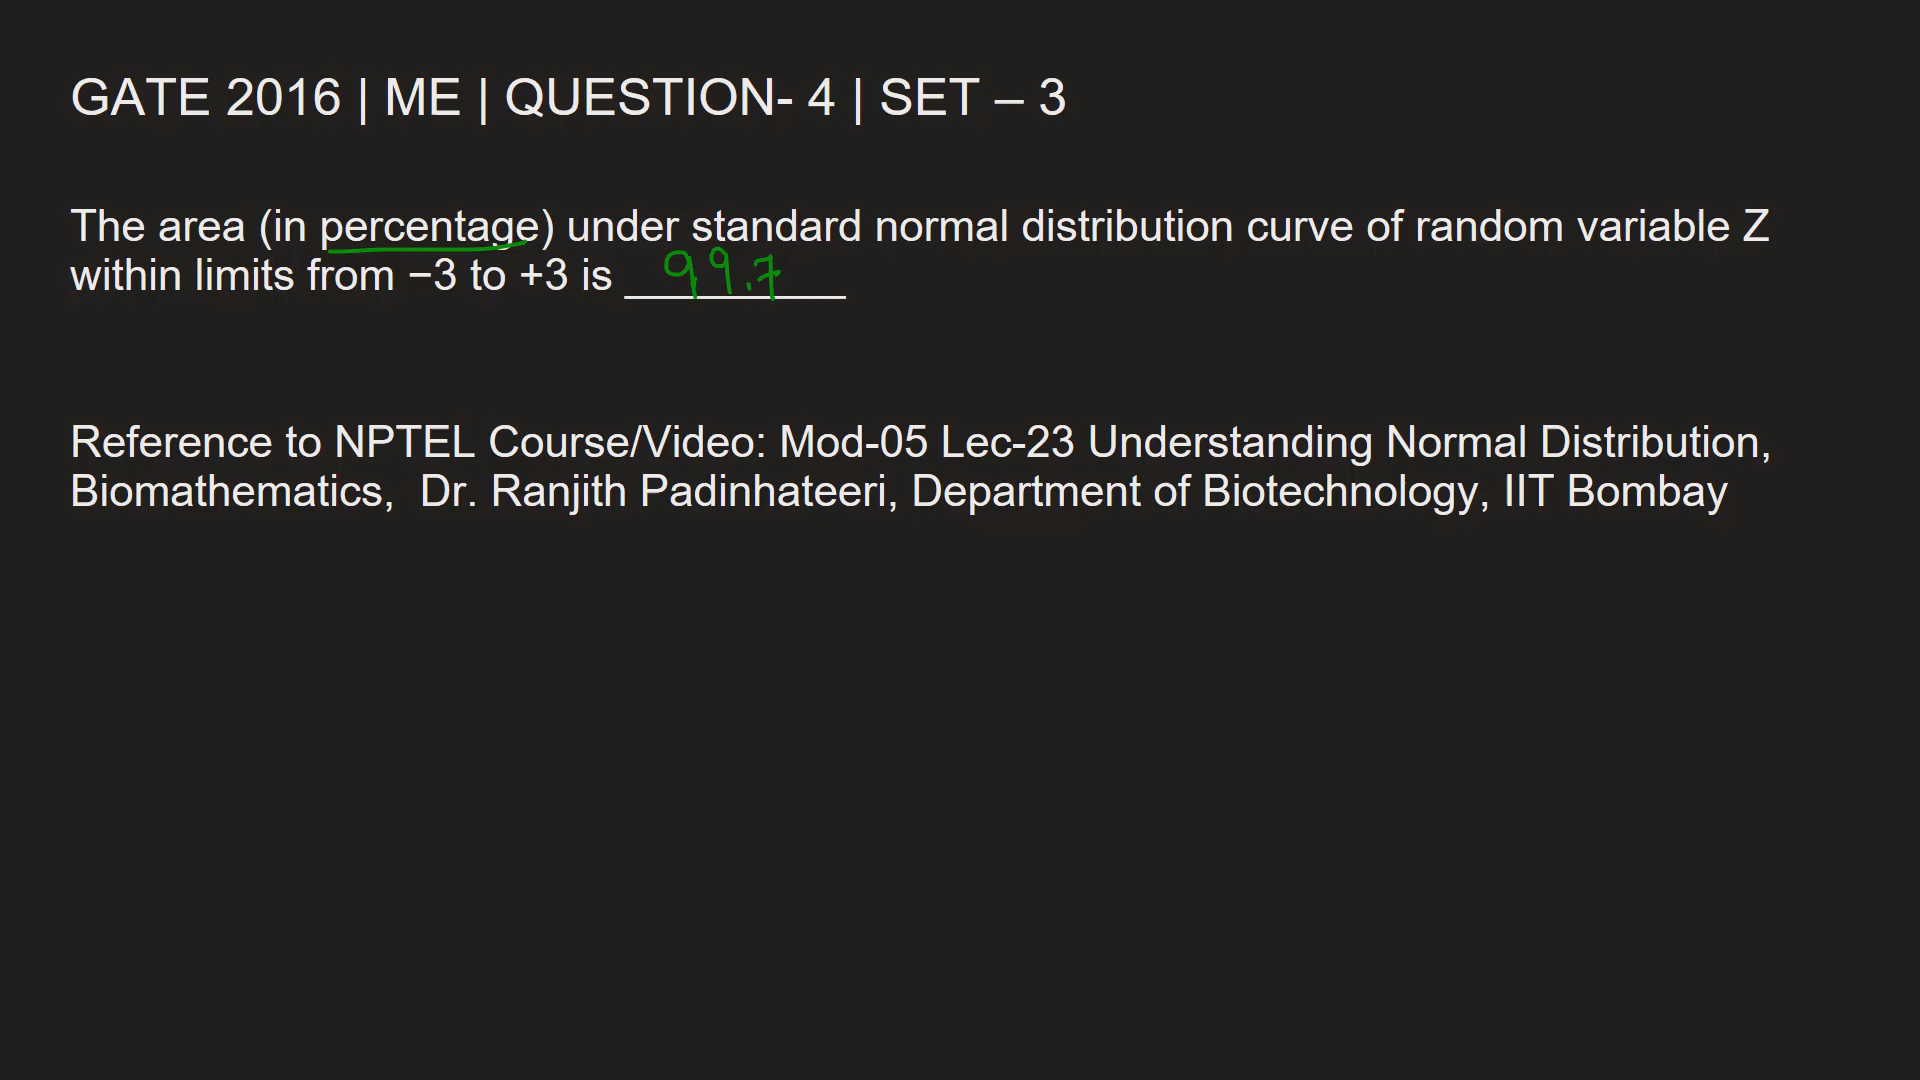 GATE 2016 | ME | QUESTION- 4 | SET – 3
The area (in percentage) under standard normal distribution curve of random variable Z
within limits from −3 to +3 is 99.7
Reference to NPTEL Course/Video: Mod-05 Lec-23 Understanding Normal Distribution,
Biomathematics,  Dr. Ranjith Padinhateeri, Department of Biotechnology, IIT Bombay